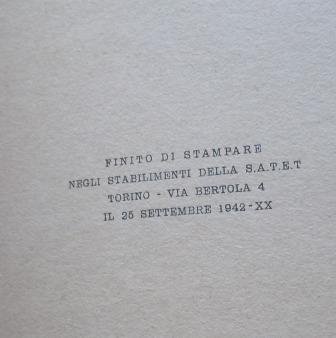 FINITO DI STAMPARE
NEGLI STABILIMENTI DELLA S.A.T.E.T
TORINO - VIA BERTOLA 4
IL 25 SETTEMBRE 1942-XX